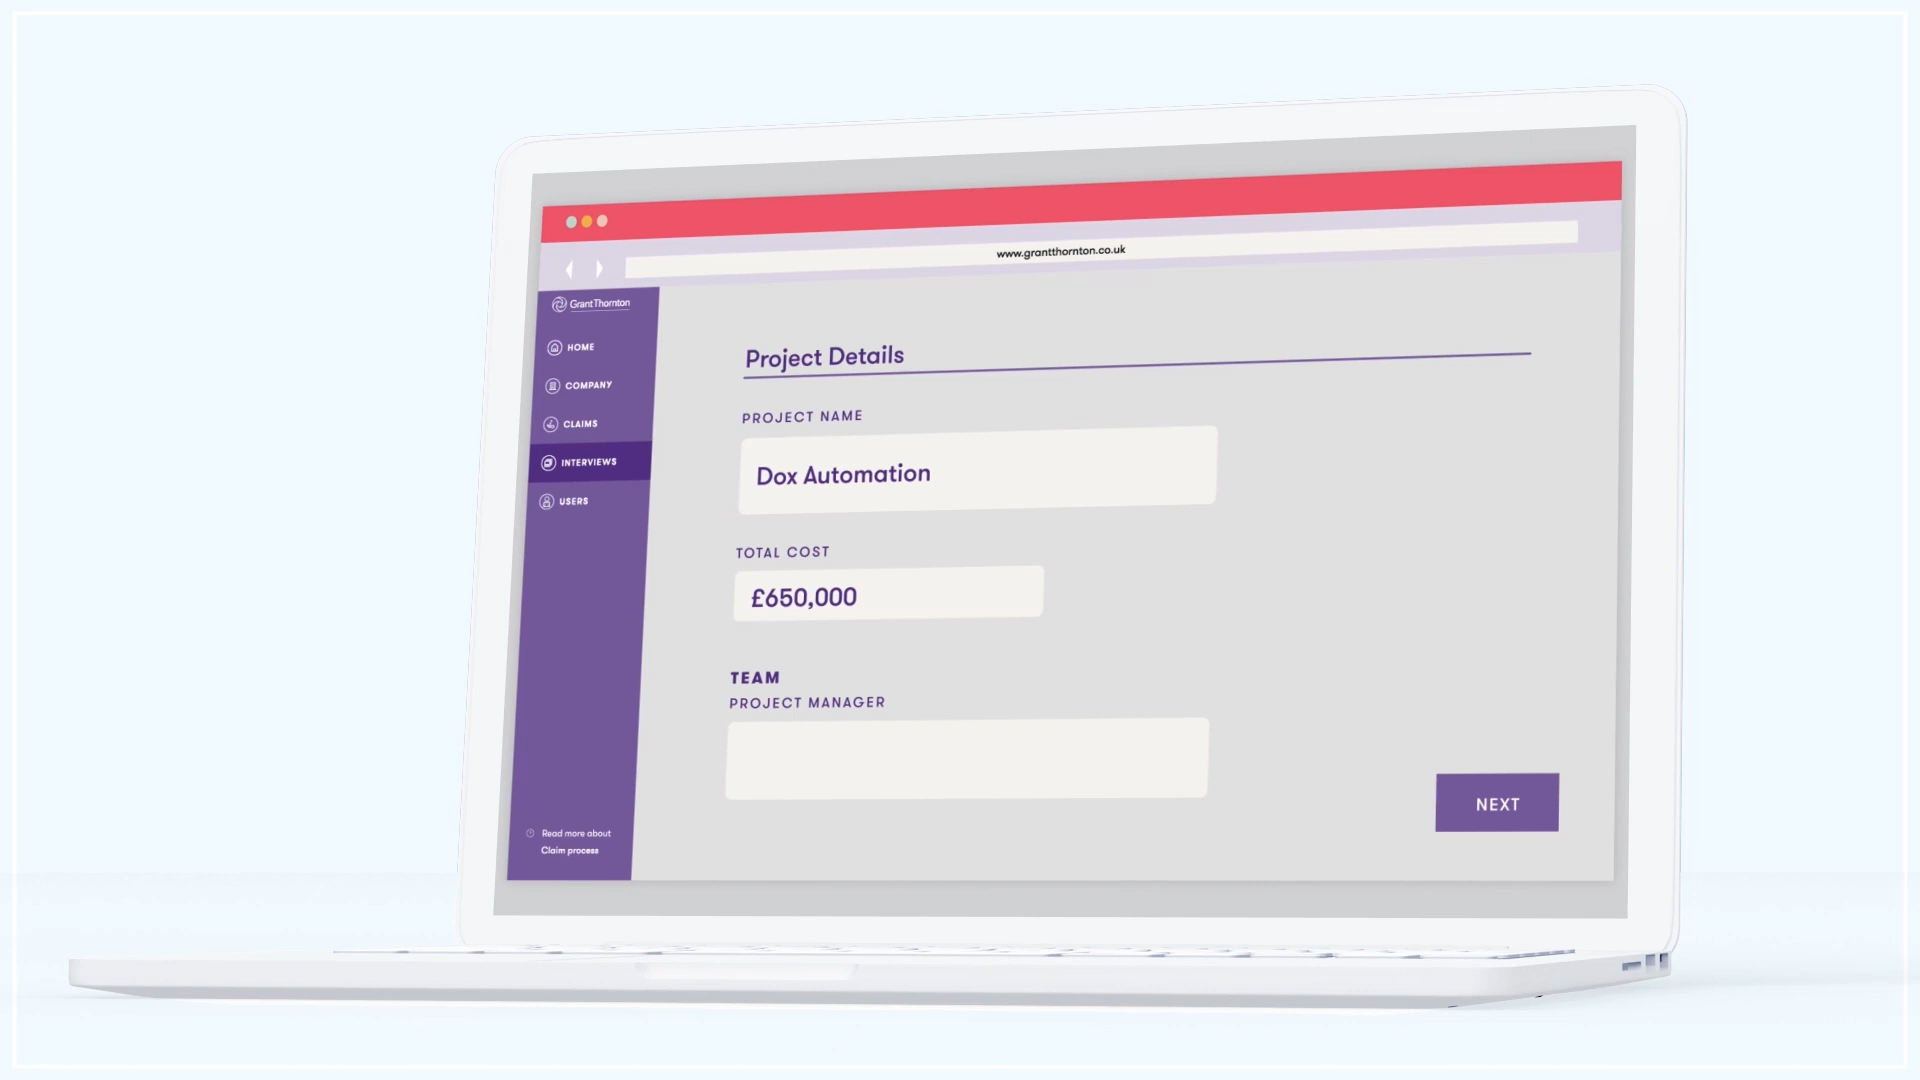 www.grantthornton.co.uk
GrantThornton
HOME
COMPANY
CLAIMS
INTERVIEWS
USERS
Read more about
Claim process
Project Details
PROJECT NAME
Dox Automation
TOTAL COST
£650,000
TEAM
PROJECT MANAGER
NEXT